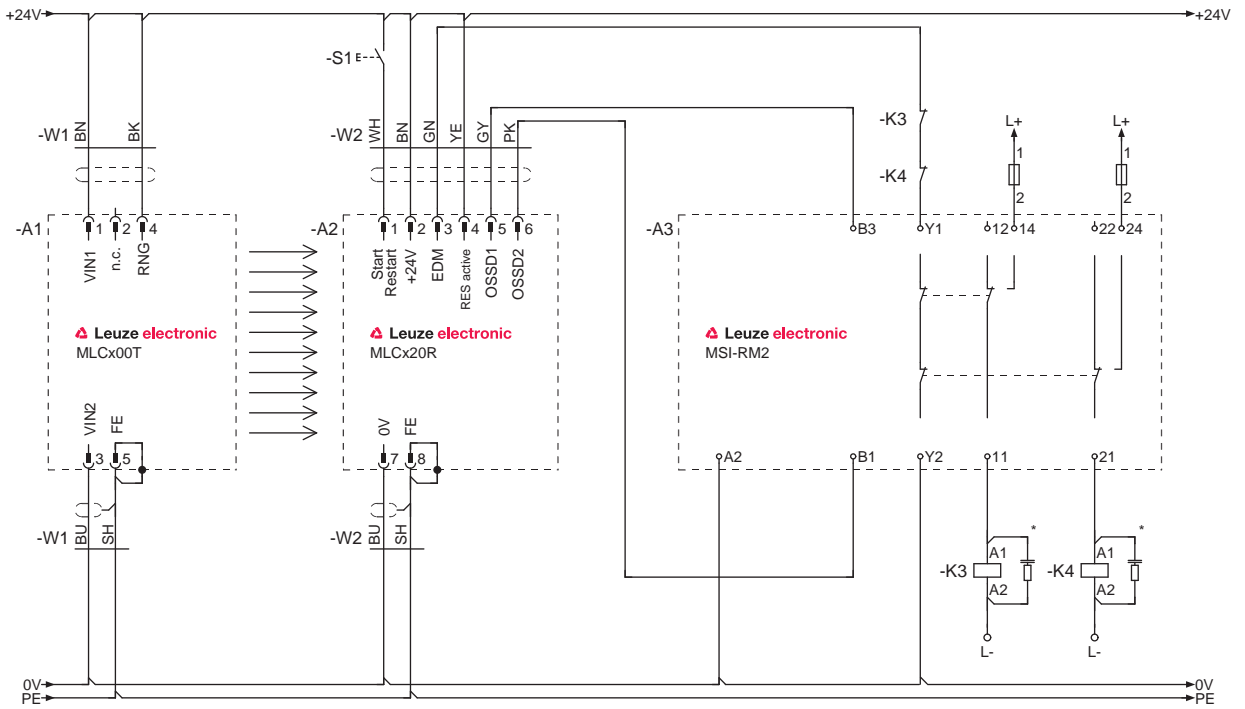 +24V +24V
-S1
-W1 BN BK
-W2 WH BN GN YE GY PK
-K3
-K4
L+ L+
1 1
2 2
-A1 1 2 4
-A2 1 2 3 4 5 6
-A3 B3 Y1 12 14 22 24
VIN1 n.c. RNG
Start Restart +24V EDM RES active OSSD1 OSSD2
Leuze electronic
MLCx00T
Leuze electronic
MLCx20R
Leuze electronic
MSI-RM2
VIN2 FE
0V FE
3 5
7 8
A2 B1 Y2 11 21
-W1 BU SH
-W2 BU SH
* *
-K3 A1 A2
-K4 A1 A2
L- L-
0V 0V
PE PE